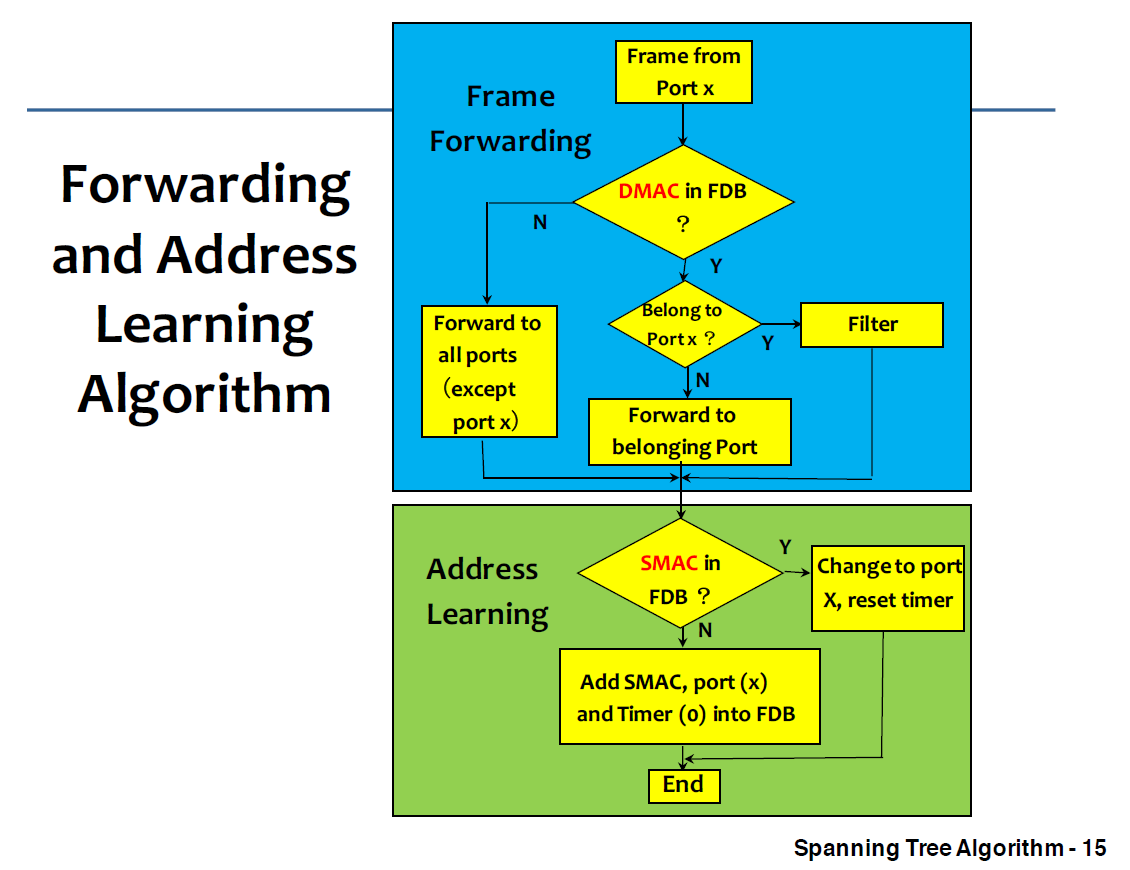 Forwarding
and Address
Learning
Algorithm
Frame
Forwarding
Frame from
Port x
DMAC in FDB
？
N
Y
Forward to
all ports
（except
port x）
Belong to
Port x ？
Y
Filter
N
Forward to
belonging Port
Address
Learning
SMAC in
FDB ？
Y
Change to port
X, reset timer
N
Add SMAC, port (x)
and Timer (0) into FDB
End
Spanning Tree Algorithm - 15